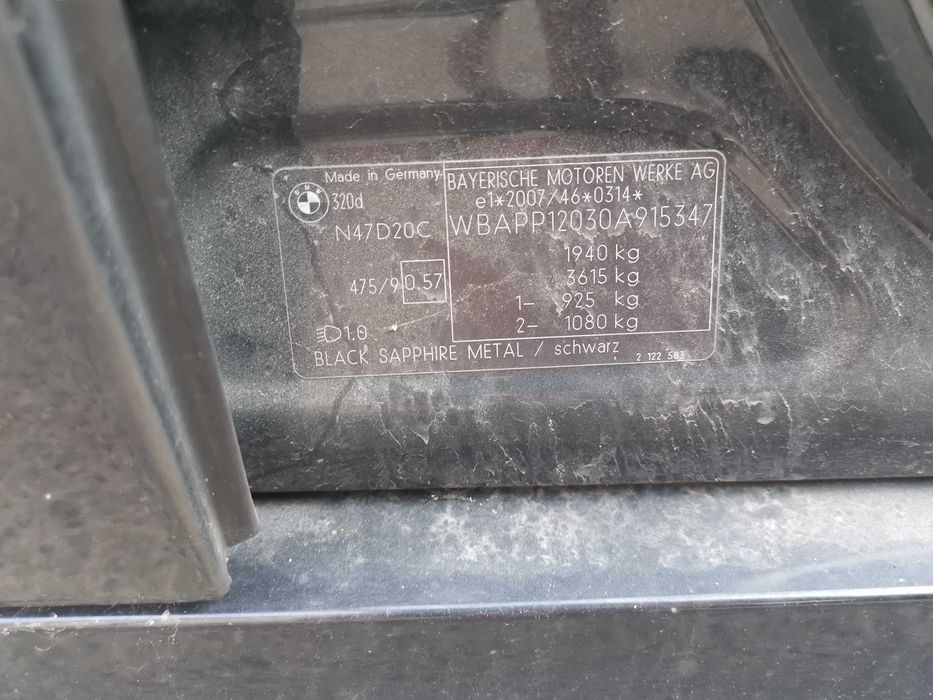 Made in Germany
BMW
320d
N47D20C
475/9 0.57
1.0
BAYERISCHE MOTOREN WERKE AG
e1*2007/46*0314*
WBAPP12030A915347
1940 kg
3615 kg
1- 925 kg
2- 1080 kg
BLACK SAPPHIRE METAL / schwarz
2 122 583